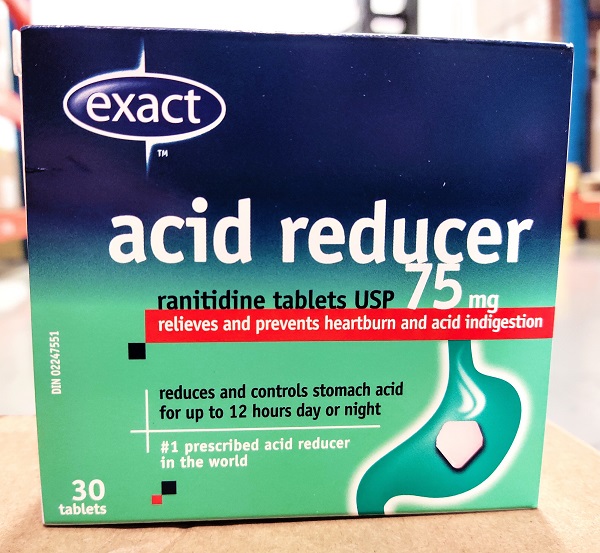 exact
™
acid reducer
ranitidine tablets USP 75 mg
relieves and prevents heartburn and acid indigestion
DIN 02247551
reduces and controls stomach acid
for up to 12 hours day or night
#1 prescribed acid reducer
in the world
30
tablets